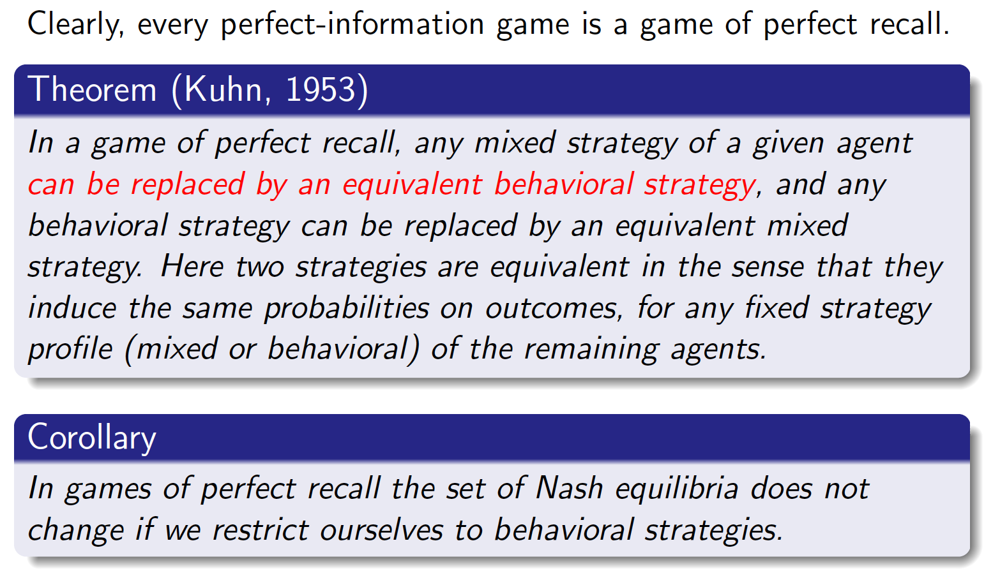 Clearly, every perfect-information game is a game of perfect recall.
Theorem (Kuhn, 1953)
In a game of perfect recall, any mixed strategy of a given agent
can be replaced by an equivalent behavioral strategy, and any
behavioral strategy can be replaced by an equivalent mixed
strategy. Here two strategies are equivalent in the sense that they
induce the same probabilities on outcomes, for any fixed strategy
profile (mixed or behavioral) of the remaining agents.
Corollary
In games of perfect recall the set of Nash equilibria does not
change if we restrict ourselves to behavioral strategies.